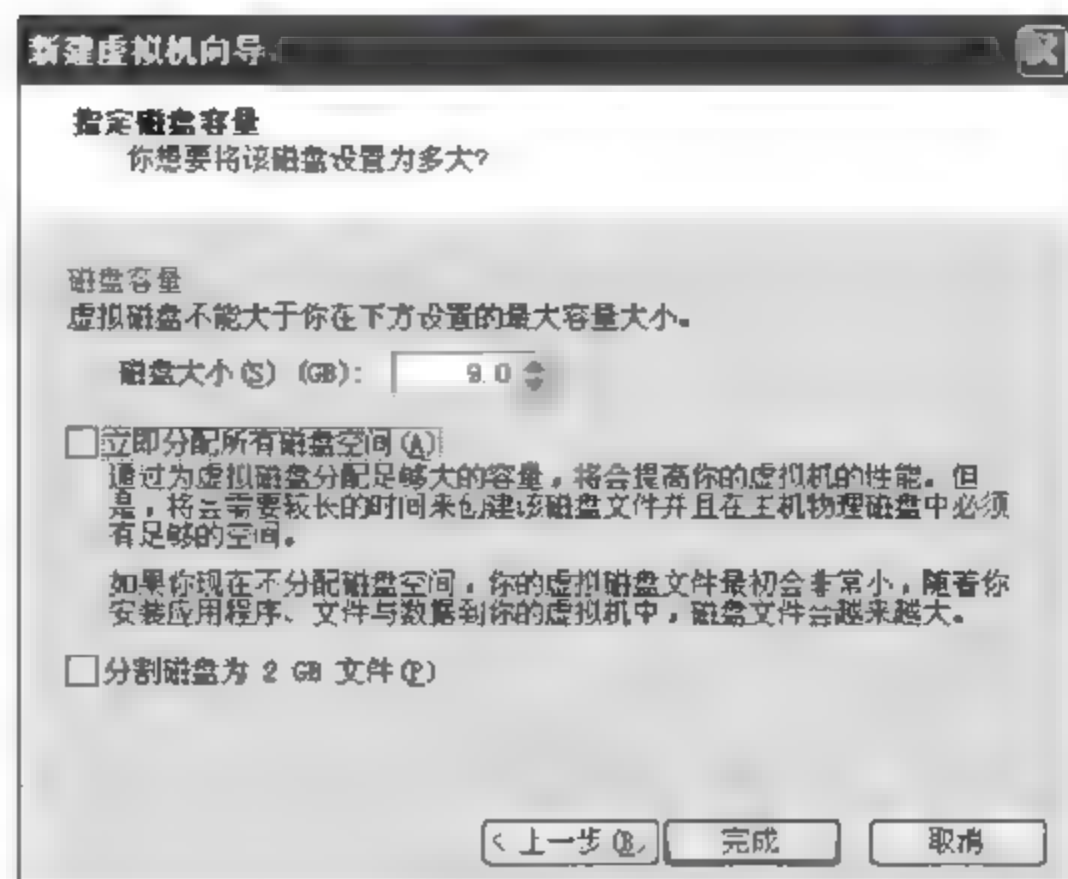 新建虚拟机向导
指定磁盘容量
你想要将该磁盘设置为多大?
磁盘容量
虚拟磁盘不能大于你在下方设置的最大容量大小。
磁盘大小(S) (GB): 9.0
立即分配所有磁盘空间(A)
通过为虚拟磁盘分配足够大的容量,将会提高你的虚拟机的性能。但
是,将会需要较长的时间来创建该磁盘文件并且在主机物理磁盘中必须
有足够的空间。
如果你现在不分配磁盘空间,你的虚拟磁盘文件最初会非常小,随着你
安装应用程序、文件与数据到你的虚拟机中,磁盘文件会越来越大。
分割磁盘为 2 GB 文件(P)
< 上一步(B) 完成 取消